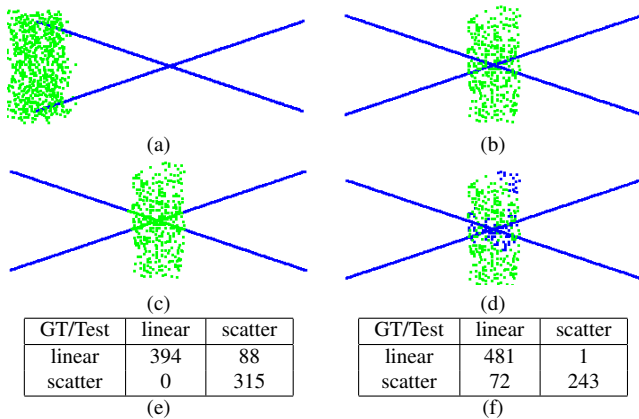 (a)
(b)
(c)
(d)
GT/Test linear scatter
linear 394 88
scatter 0 315
(e)
GT/Test linear scatter
linear 481 1
scatter 72 243
(f)